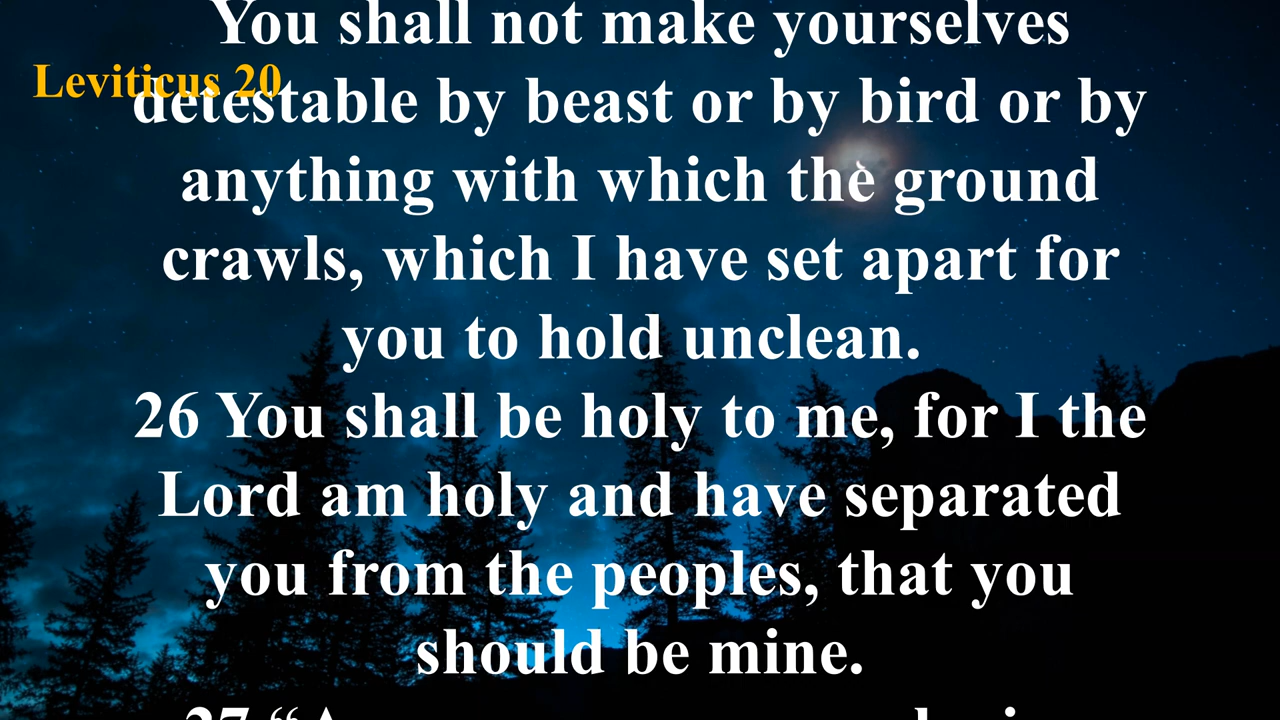 You shall not make yourselves
Leviticus 20
detestable by beast or by bird or by
anything with which the ground
crawls, which I have set apart for
you to hold unclean.
26 You shall be holy to me, for I the
Lord am holy and have separated
you from the peoples, that you
should be mine.
27 “A